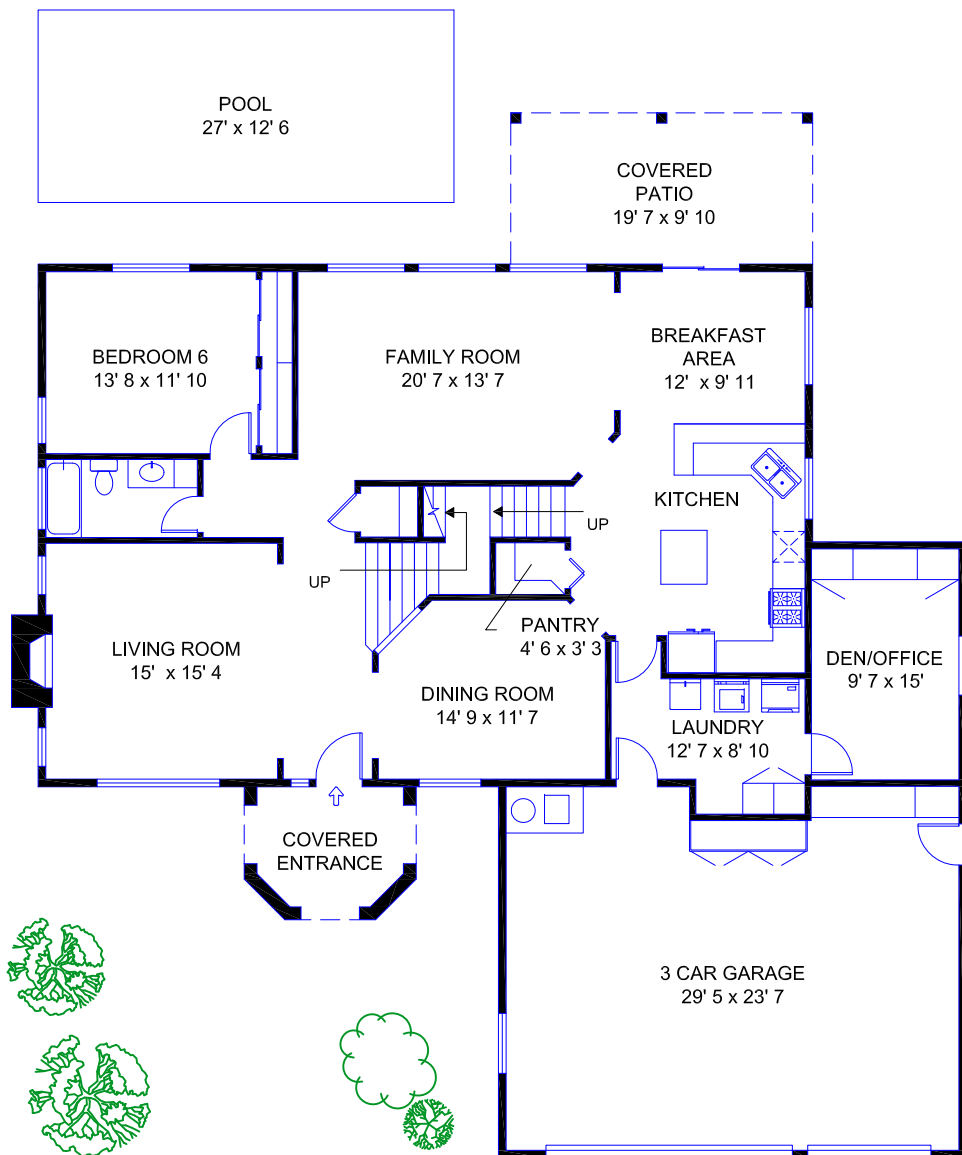 POOL
27' x 12' 6
COVERED
PATIO
19' 7 x 9' 10
BEDROOM 6
13' 8 x 11' 10
FAMILY ROOM
20' 7 x 13' 7
BREAKFAST
AREA
12' x 9' 11
KITCHEN
UP
UP
PANTRY
4' 6 x 3' 3
LIVING ROOM
15' x 15' 4
DINING ROOM
14' 9 x 11' 7
DEN/OFFICE
9' 7 x 15'
LAUNDRY
12' 7 x 8' 10
COVERED
ENTRANCE
3 CAR GARAGE
29' 5 x 23' 7